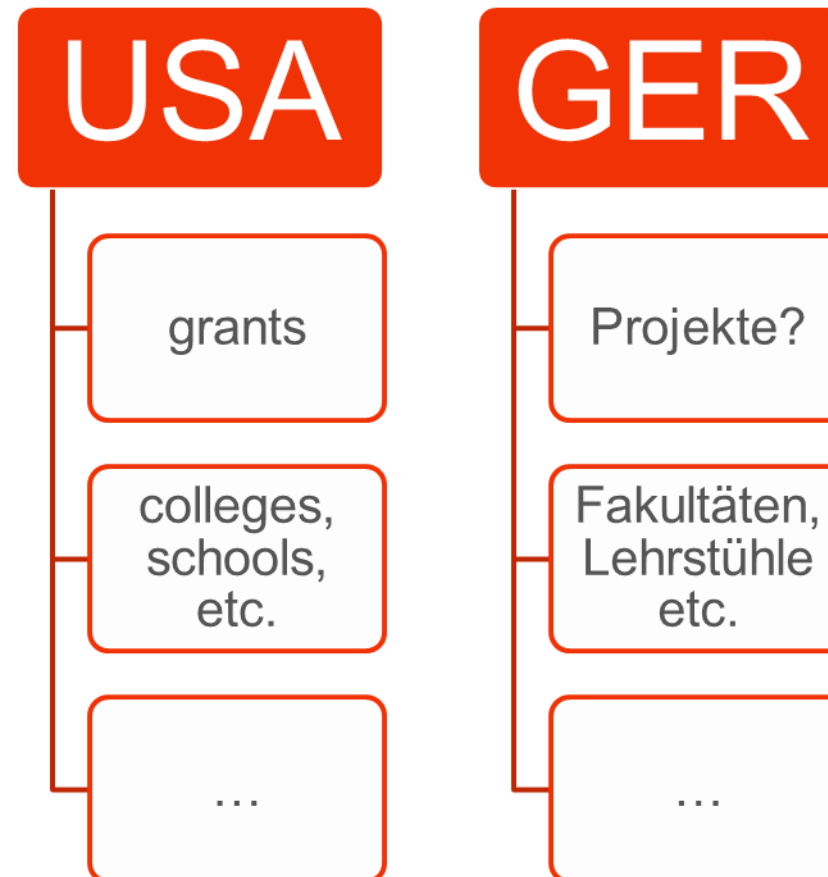 USA
grants
colleges,
schools,
etc.
...
GER
Projekte?
Fakultäten,
Lehrstühle
etc.
...